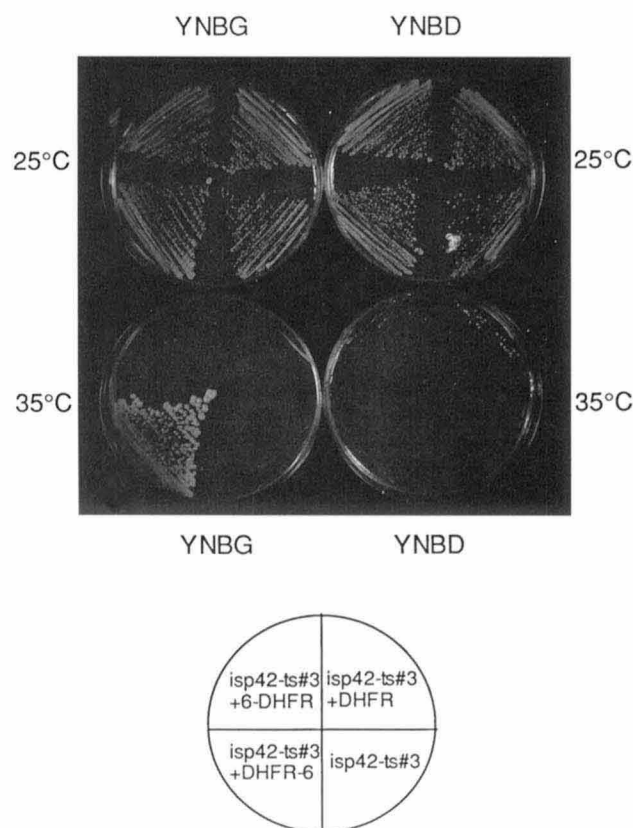 YNBG YNBD
25°C 25°C
35°C 35°C
YNBG YNBD
isp42-ts#3
+6-DHFR
isp42-ts#3
+DHFR
isp42-ts#3
+DHFR-6
isp42-ts#3